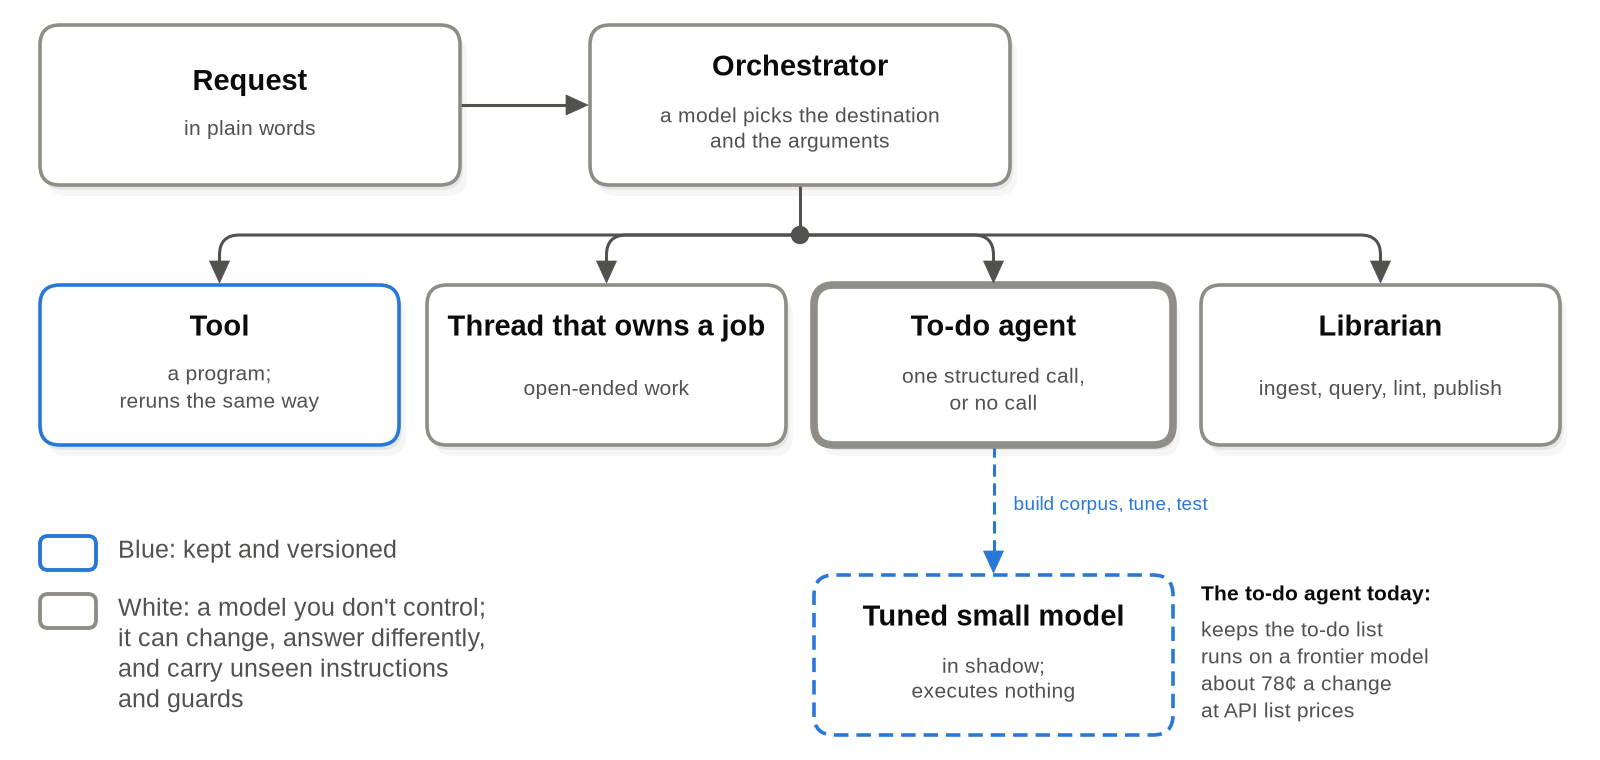 Request
in plain words
Orchestrator
a model picks the destination
and the arguments
Tool
a program;
reruns the same way
Thread that owns a job
open-ended work
To-do agent
one structured call,
or no call
Librarian
ingest, query, lint, publish
build corpus, tune, test
Blue: kept and versioned
White: a model you don't control;
it can change, answer differently,
and carry unseen instructions
and guards
Tuned small model
in shadow;
executes nothing
The to-do agent today:
keeps the to-do list
runs on a frontier model
about 78¢ a change
at API list prices